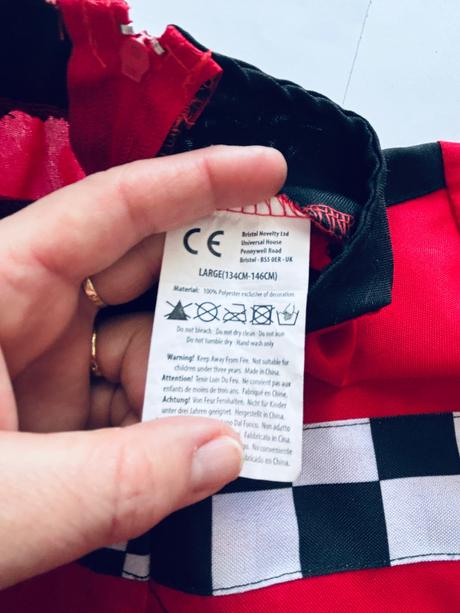 CE
Bristol Novelty Ltd
Universal House
Pennywell Road
Bristol - BS5 0ER - UK
LARGE(134CM-146CM)
Material: 100% Polyester exclusive of decoration
Do not bleach · Do not dry clean · Do not iron
Do not tumble dry · Hand wash only
Warning! Keep Away From Fire. Not suitable for
children under three years. Made in China.
Attention! Tenir Loin Du Feu. Ne convient pas aux
enfants de moins de trois ans. Fabriqué en Chine.
Achtung! Von Feuer Fernhalten. Nicht für Kinder
unter drei Jahren geeignet. Hergestellt in China.
Dal Fuoco. Non adatto
Fabbricato in Cina.
No conveniente
bricado en China.